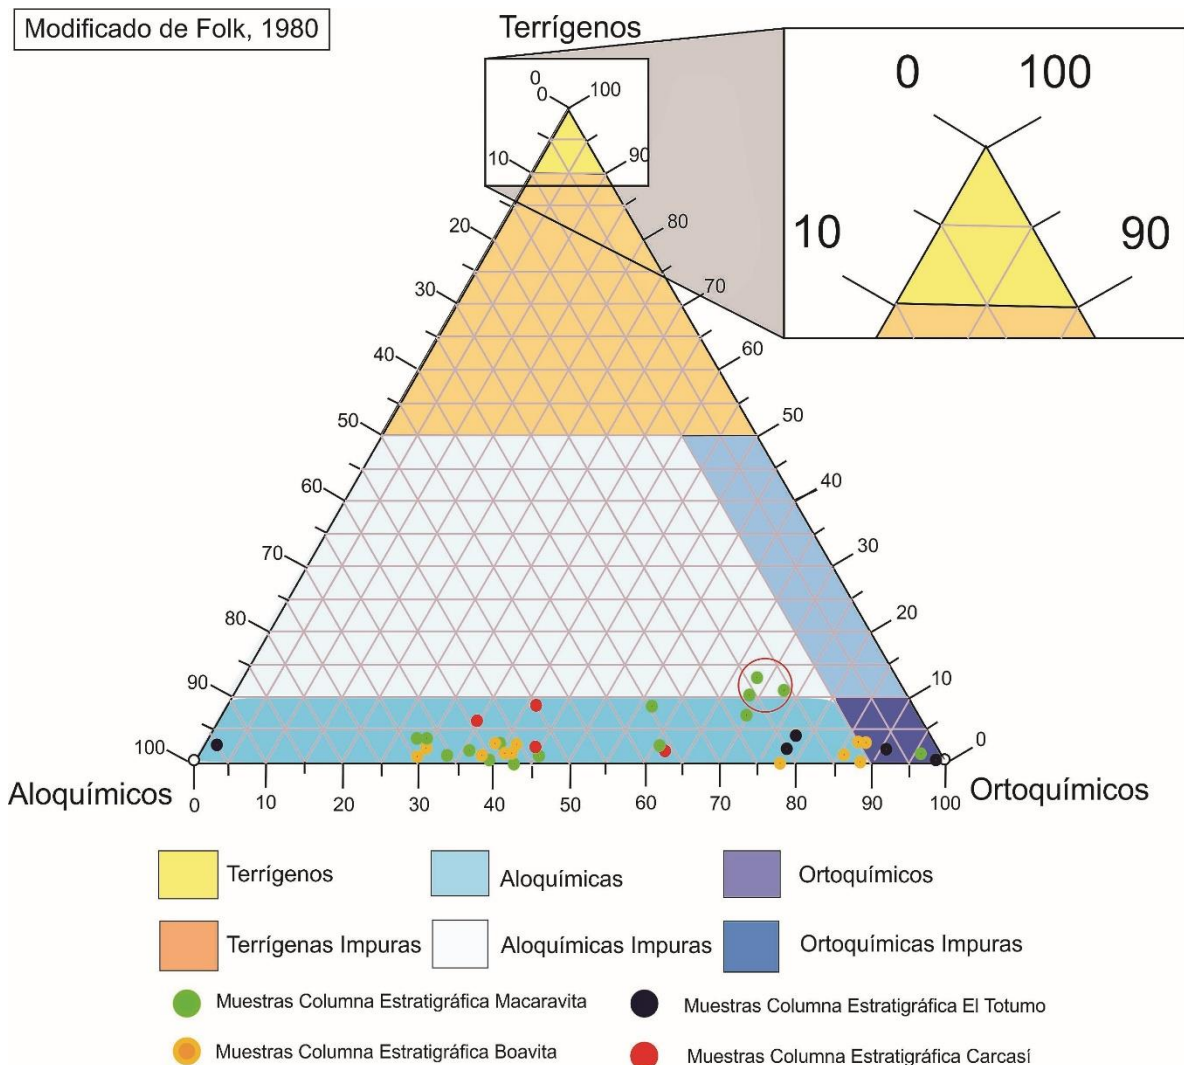 Modificado de Folk, 1980
Terrígenos
0
0
100
10
90
20
80
30
70
40
60
50
50
60
40
70
30
80
20
90
10
100
0
0 100
10 90
Aloquímicos
Ortoquímicos
0 10 20 30 40 50 60 70 80 90 100
Terrígenos Aloquímicas Ortoquímicos
Terrígenas Impuras Aloquímicas Impuras Ortoquímicas Impuras
Muestras Columna Estratigráfica Macaravita Muestras Columna Estratigráfica El Totumo
Muestras Columna Estratigráfica Boavita Muestras Columna Estratigráfica Carcasí